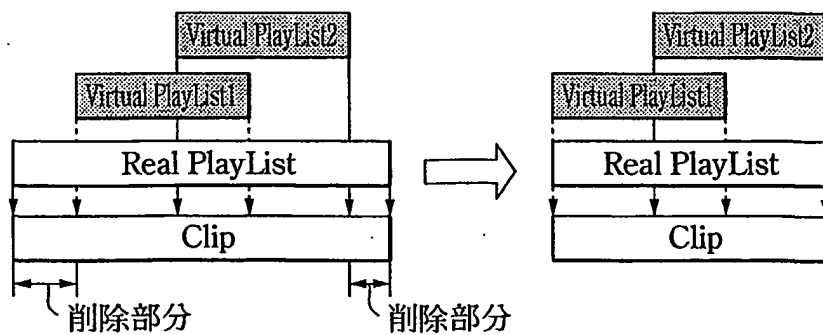 Virtual PlayList2
Virtual PlayList1
Real PlayList
Clip
削除部分
削除部分
Virtual PlayList2
Virtual PlayList1
Real PlayList
Clip